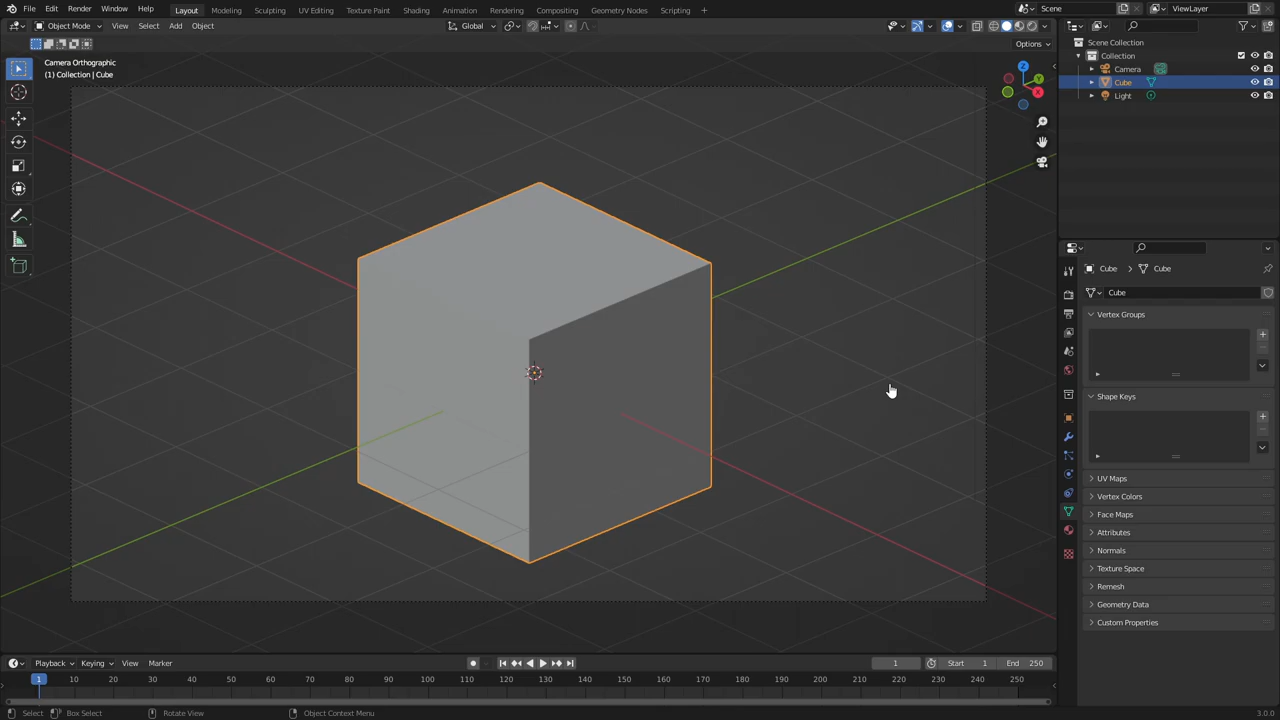 File Edit Render Window Help Layout Modeling Sculpting UV Editing Texture Paint Shading Animation Rendering Compositing Geometry Nodes Scripting + Scene ViewLayer
Object Mode View Select Add Object Global
Options
Camera Orthographic
(1) Collection | Cube
Z
Y
X
Scene Collection
Collection
Camera
Cube
Light
Cube Cube
Cube
Vertex Groups
Shape Keys
UV Maps
Vertex Colors
Face Maps
Attributes
Normals
Texture Space
Remesh
Geometry Data
Custom Properties
Playback Keying View Marker 1 Start 1 End 250
1 10 20 30 40 50 60 70 80 90 100 110 120 130 140 150 160 170 180 190 200 210 220 230 240 250
Select Box Select Rotate View Object Context Menu 3.0.0